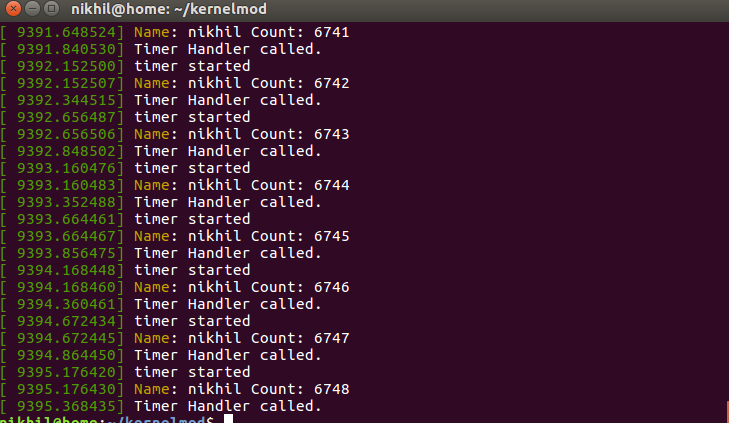 nikhil@home: ~/kernelmod
[ 9391.648524] Name: nikhil Count: 6741
[ 9391.840530] Timer Handler called.
[ 9392.152500] timer started
[ 9392.152507] Name: nikhil Count: 6742
[ 9392.344515] Timer Handler called.
[ 9392.656487] timer started
[ 9392.656506] Name: nikhil Count: 6743
[ 9392.848502] Timer Handler called.
[ 9393.160476] timer started
[ 9393.160483] Name: nikhil Count: 6744
[ 9393.352488] Timer Handler called.
[ 9393.664461] timer started
[ 9393.664467] Name: nikhil Count: 6745
[ 9393.856475] Timer Handler called.
[ 9394.168448] timer started
[ 9394.168460] Name: nikhil Count: 6746
[ 9394.360461] Timer Handler called.
[ 9394.672434] timer started
[ 9394.672445] Name: nikhil Count: 6747
[ 9394.864450] Timer Handler called.
[ 9395.176420] timer started
[ 9395.176430] Name: nikhil Count: 6748
[ 9395.368435] Timer Handler called.
nikhil@home:~/kernelmod$